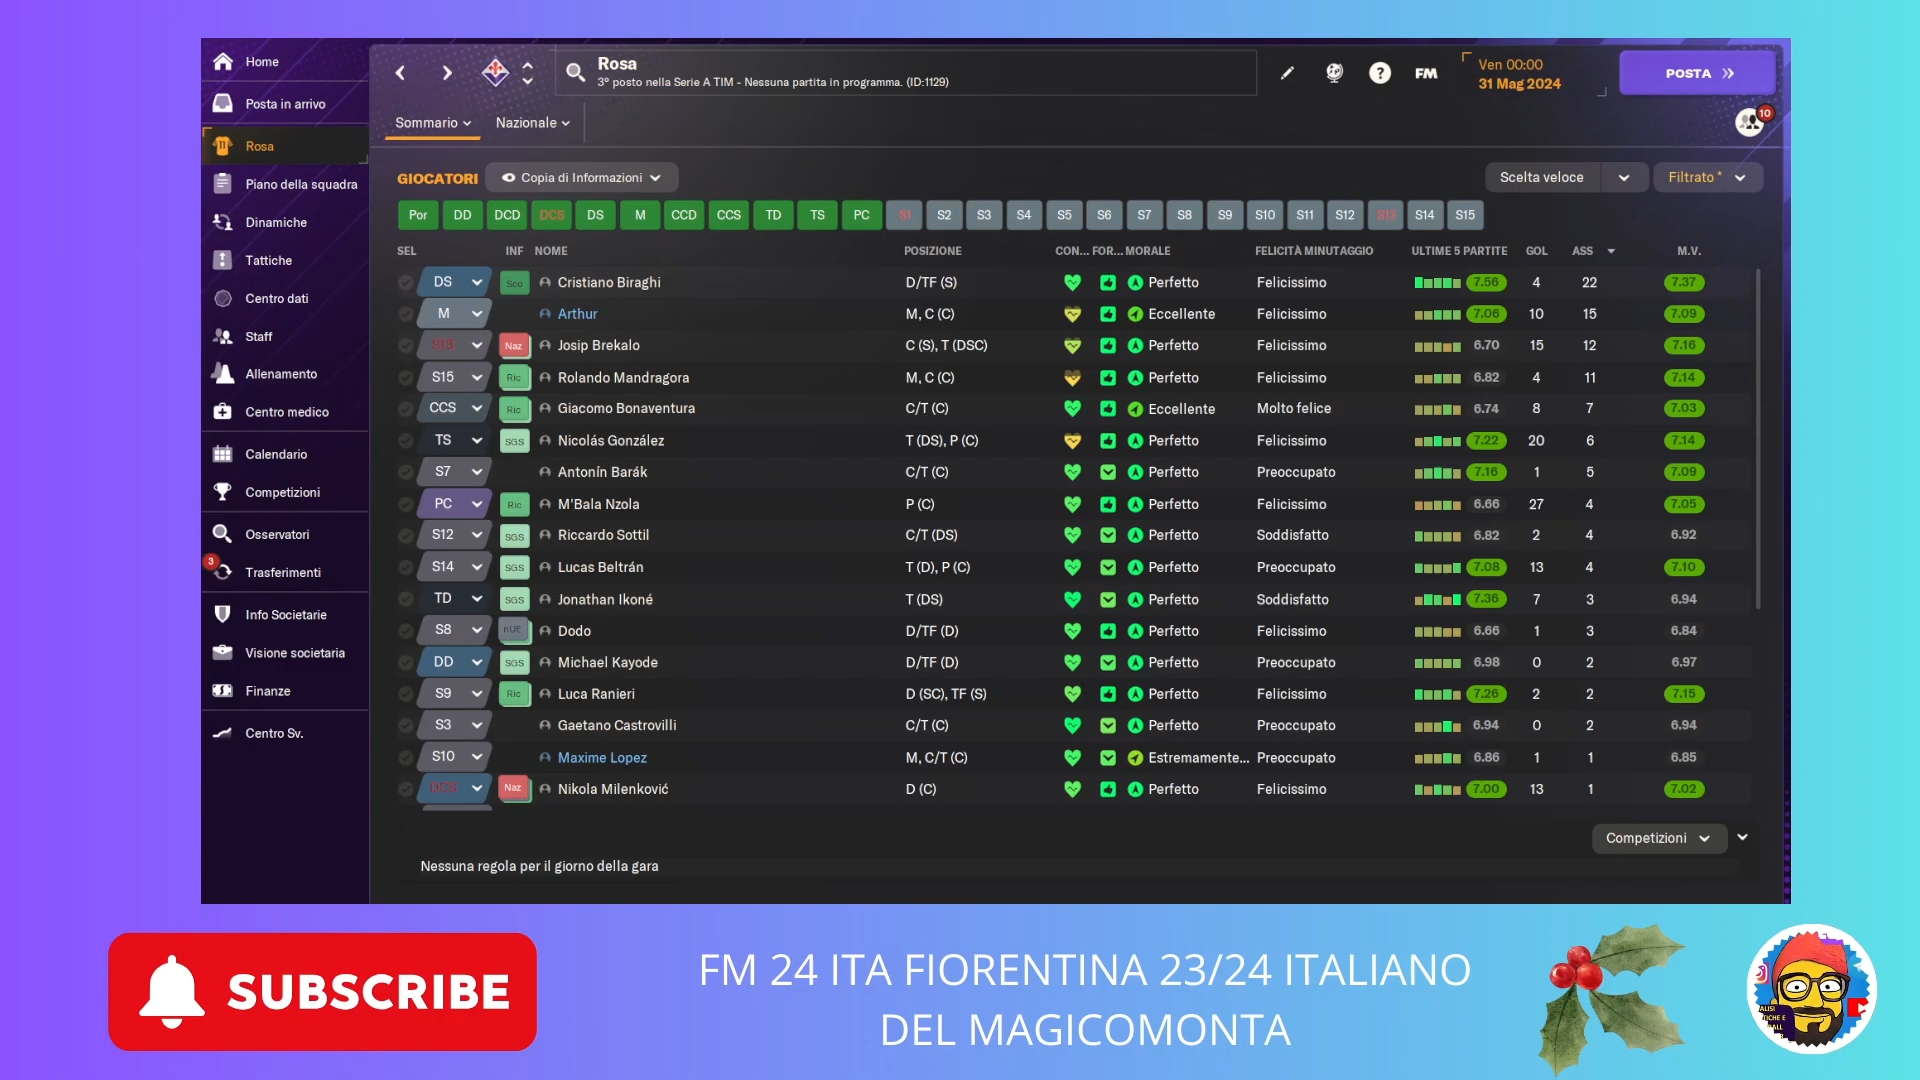 Home
Posta in arrivo
Rosa
Piano della squadra
Dinamiche
Tattiche
Centro dati
Staff
Allenamento
Centro medico
Calendario
Competizioni
Osservatori
3
Trasferimenti
Info Societarie
Visione societaria
Finanze
Centro Sv.
Rosa
3° posto nella Serie A TIM - Nessuna partita in programma. (ID:1129)
? FM
Ven 00:00
31 Mag 2024
POSTA
10
Sommario Nazionale
GIOCATORI Copia di Informazioni Scelta veloce Filtrato *
Por DD DCD DCS DS M CCD CCS TD TS PC S1 S2 S3 S4 S5 S6 S7 S8 S9 S10 S11 S12 S13 S14 S15
SEL INF NOME POSIZIONE CON... FOR... MORALE FELICITÀ MINUTAGGIO ULTIME 5 PARTITE GOL ASS M.V.
DS Sco Cristiano Biraghi D/TF (S) Perfetto Felicissimo 7.56 4 22 7.37
M Arthur M, C (C) Eccellente Felicissimo 7.06 10 15 7.09
S13 Naz Josip Brekalo C (S), T (DSC) Perfetto Felicissimo 6.70 15 12 7.16
S15 Ric Rolando Mandragora M, C (C) Perfetto Felicissimo 6.82 4 11 7.14
CCS Ric Giacomo Bonaventura C/T (C) Eccellente Molto felice 6.74 8 7 7.03
TS SGS Nicolás González T (DS), P (C) Perfetto Felicissimo 7.22 20 6 7.14
S7 Antonín Barák C/T (C) Perfetto Preoccupato 7.16 1 5 7.09
PC Ric M'Bala Nzola P (C) Perfetto Felicissimo 6.66 27 4 7.05
S12 SGS Riccardo Sottil C/T (DS) Perfetto Soddisfatto 6.82 2 4 6.92
S14 SGS Lucas Beltrán T (D), P (C) Perfetto Preoccupato 7.08 13 4 7.10
TD SGS Jonathan Ikoné T (DS) Perfetto Soddisfatto 7.36 7 3 6.94
S8 nUE Dodo D/TF (D) Perfetto Felicissimo 6.66 1 3 6.84
DD SGS Michael Kayode D/TF (D) Perfetto Preoccupato 6.98 0 2 6.97
S9 Ric Luca Ranieri D (SC), TF (S) Perfetto Felicissimo 7.26 2 2 7.15
S3 Gaetano Castrovilli C/T (C) Perfetto Preoccupato 6.94 0 2 6.94
S10 Maxime Lopez M, C/T (C) Estremamente... Preoccupato 6.86 1 1 6.85
DCS Naz Nikola Milenković D (C) Perfetto Felicissimo 7.00 13 1 7.02
Competizioni
Nessuna regola per il giorno della gara
SUBSCRIBE
FM 24 ITA FIORENTINA 23/24 ITALIANO
DEL MAGICOMONTA